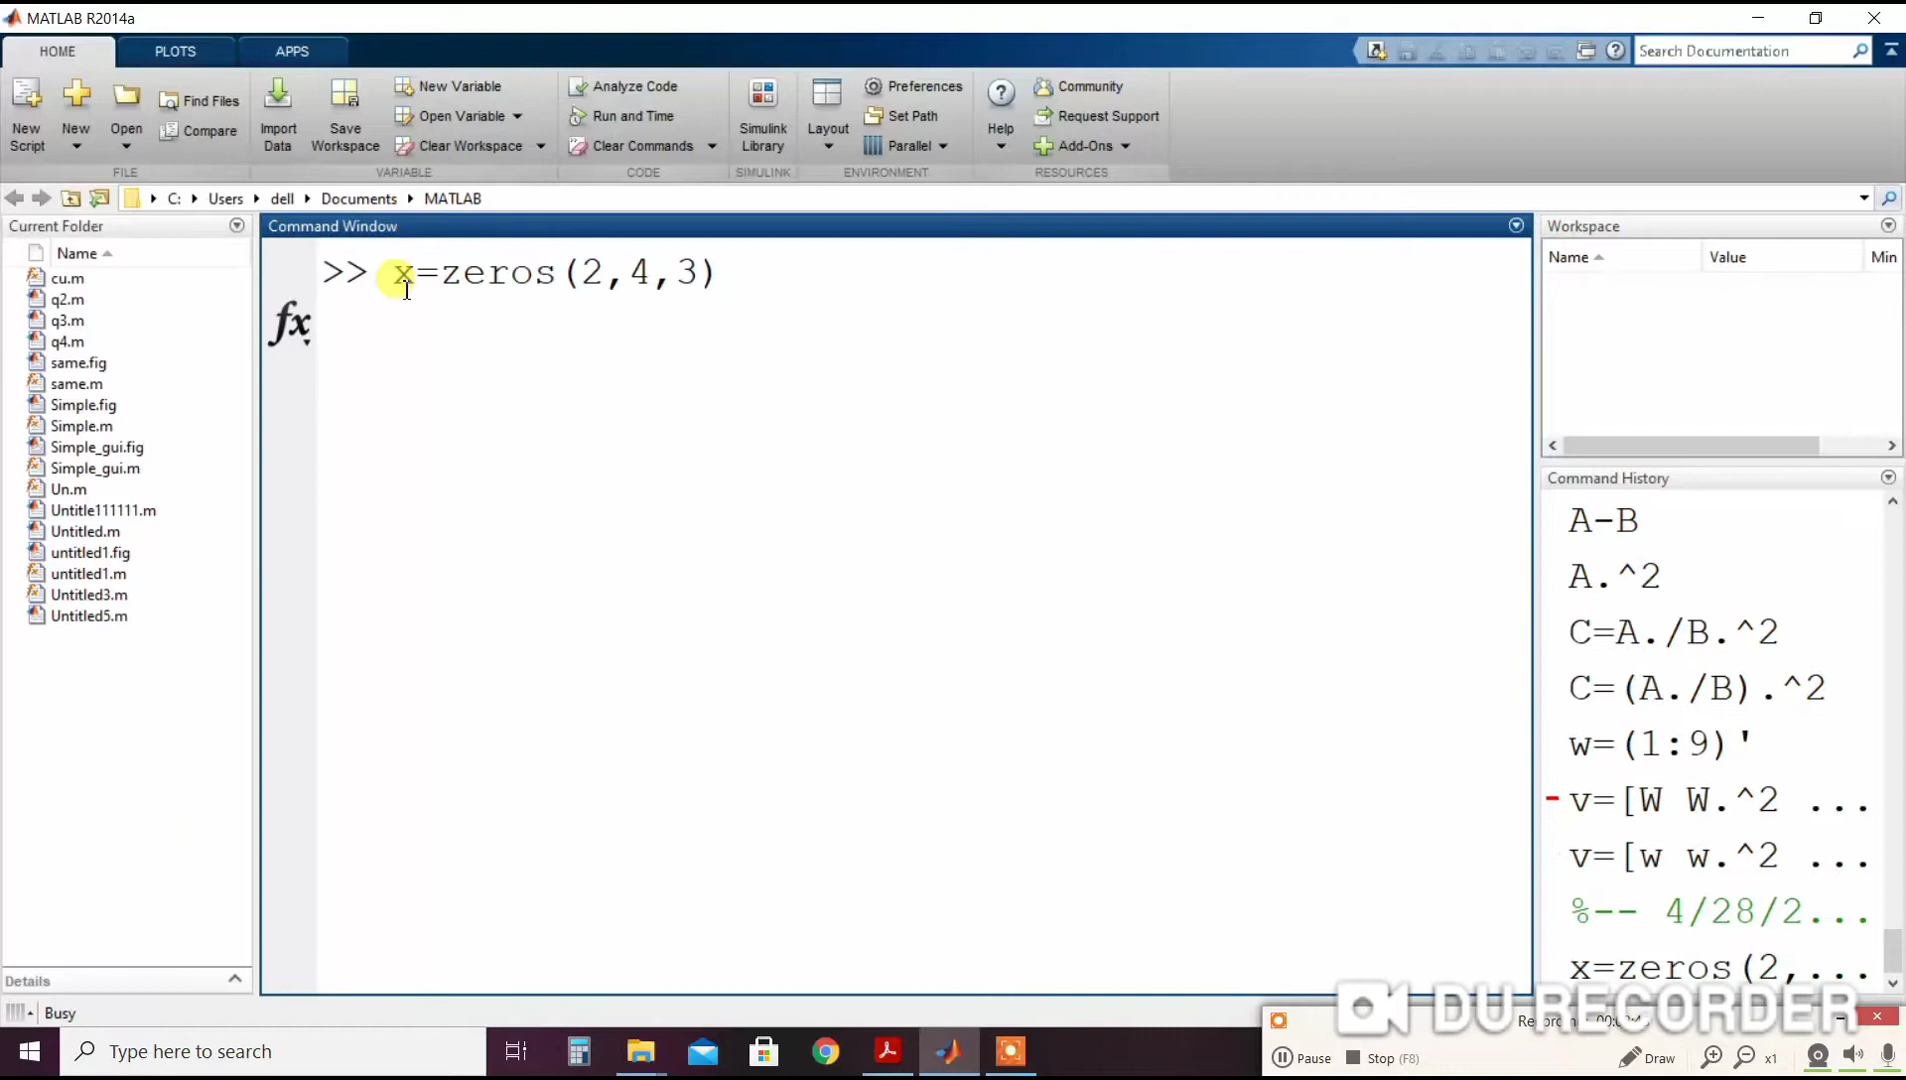 MATLAB R2014a
HOME PLOTS APPS
Search Documentation
New Script
New
Open
Find Files
Compare
Import Data
Save Workspace
New Variable
Open Variable
Clear Workspace
Analyze Code
Run and Time
Clear Commands
Simulink Library
Layout
Preferences
Set Path
Parallel
Help
Community
Request Support
Add-Ons
FILE VARIABLE CODE SIMULINK ENVIRONMENT RESOURCES
C: Users dell Documents MATLAB
Current Folder
Name
cu.m
q2.m
q3.m
q4.m
same.fig
same.m
Simple.fig
Simple.m
Simple_gui.fig
Simple_gui.m
Un.m
Untitle111111.m
Untitled.m
untitled1.fig
untitled1.m
Untitled3.m
Untitled5.m
Details
Command Window
>> x=zeros(2,4,3)
fx
Workspace
Name Value Min
Command History
A-B
A.^2
C=A./B.^2
C=(A./B).^2
w=(1:9)'
v=[W W.^2 ...
v=[w w.^2 ...
%-- 4/28/2...
x=zeros(2,...
Busy
DU RECORDER
Type here to search
Pause Stop (F8) Draw x1